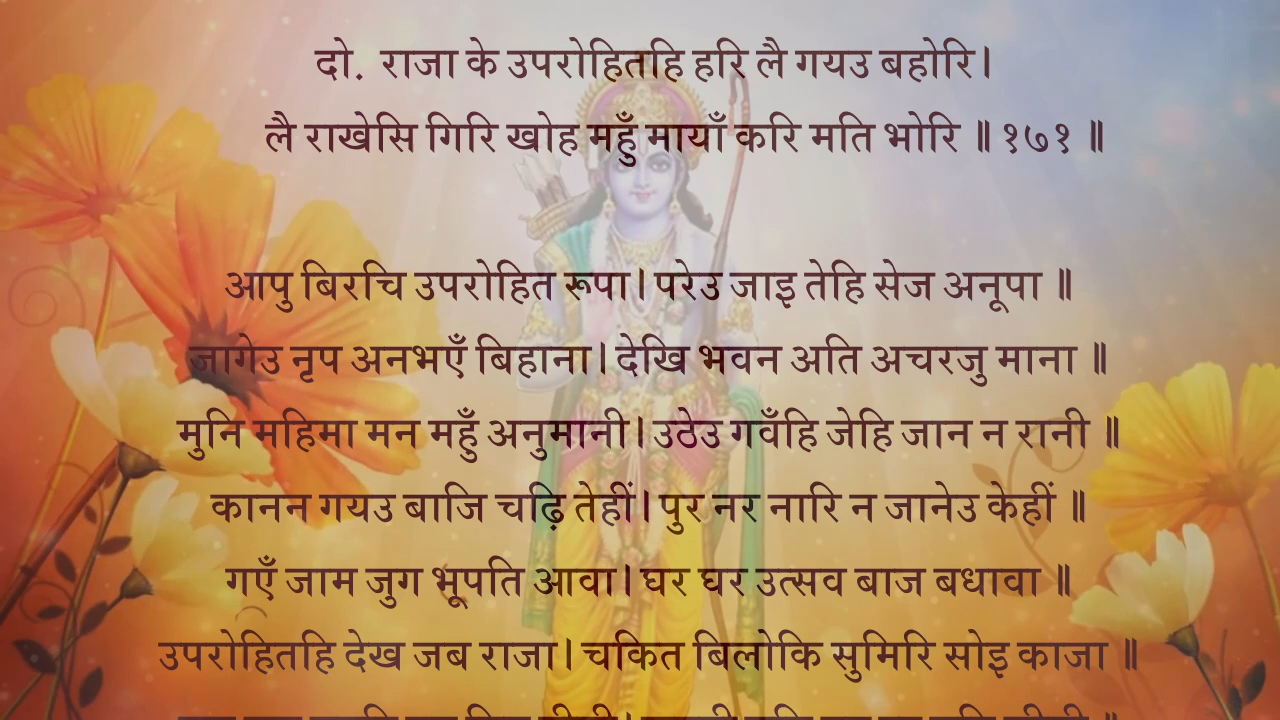 दो. राजा के उपरोहितहि हरि लै गयउ बहोरि।
लै राखेसि गिरि खोह महुँ मायाँ करि मति भोरि ॥ १७१ ॥
आपु बिरचि उपरोहित रूपा। परेउ जाइ तेहि सेज अनूपा ॥
जागेउ नृप अनभएँ बिहाना। देखि भवन अति अचरजु माना ॥
मुनि महिमा मन महुँ अनुमानी। उठेउ गवँहि जेहि जान न रानी ॥
कानन गयउ बाजि चढ़ि तेहीं। पुर नर नारि न जानेउ केहीं ॥
गएँ जाम जुग भूपति आवा। घर घर उत्सव बाज बधावा ॥
उपरोहितहि देख जब राजा। चकित बिलोकि सुमिरि सोइ काजा ॥